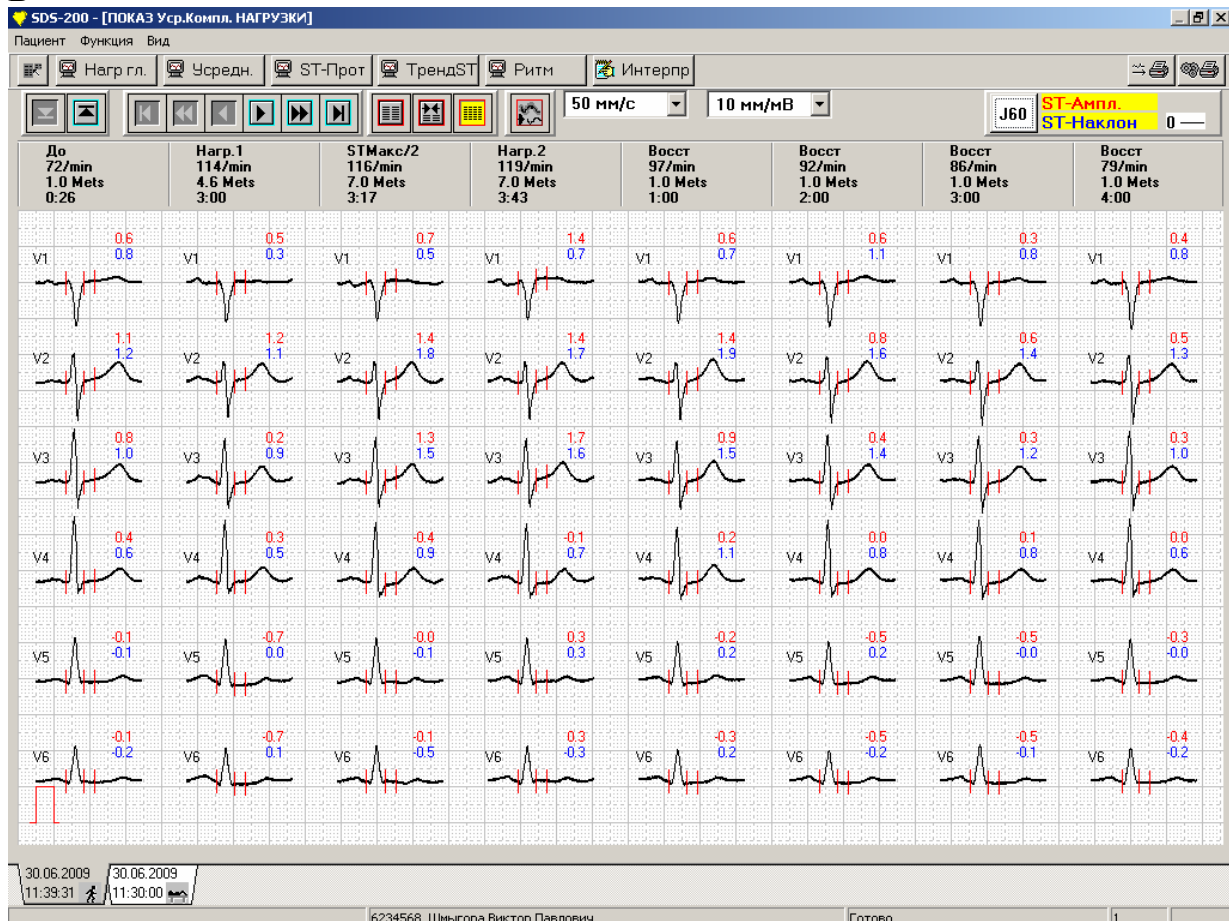 SDS-200 - [ПОКАЗ Уср.Компл. НАГРУЗКИ]
Пациент Функция Вид
Нагр гл. Усредн. ST-Прот ТрендST Ритм Интерпр
50 мм/с 10 мм/мВ J60 ST-Ампл.
ST-Наклон 0
До Нагр.1 STМакс/2 Нагр.2 Восст Восст Восст Восст
72/min 114/min 116/min 119/min 97/min 92/min 86/min 79/min
1.0 Mets 4.6 Mets 7.0 Mets 7.0 Mets 1.0 Mets 1.0 Mets 1.0 Mets 1.0 Mets
0:26 3:00 3:17 3:43 1:00 2:00 3:00 4:00
0.6 0.5 0.7 1.4 0.6 0.6 0.3 0.4
V1 0.8 V1 0.3 V1 0.5 V1 0.7 V1 0.7 V1 1.1 V1 0.8 V1 0.8
1.1 1.2 1.4 1.4 1.4 0.8 0.6 0.5
V2 1.2 V2 1.1 V2 1.8 V2 1.7 V2 1.9 V2 1.6 V2 1.4 V2 1.3
0.8 0.2 1.3 1.7 0.9 0.4 0.3 0.3
V3 1.0 V3 0.9 V3 1.5 V3 1.6 V3 1.5 V3 1.4 V3 1.2 V3 1.0
0.4 0.3 -0.4 -0.1 0.2 0.0 0.1 0.0
V4 0.6 V4 0.5 V4 0.9 V4 0.7 V4 1.1 V4 0.8 V4 0.8 V4 0.6
-0.1 -0.7 -0.0 0.3 -0.2 -0.5 -0.5 -0.3
V5 -0.1 V5 0.0 V5 -0.1 V5 0.3 V5 0.2 V5 0.2 V5 -0.0 V5 -0.0
-0.1 -0.7 -0.1 0.3 -0.3 -0.5 -0.5 -0.4
V6 -0.2 V6 0.1 V6 -0.5 V6 -0.3 V6 0.2 V6 -0.2 V6 -0.1 V6 -0.2
30.06.2009 30.06.2009
11:39:31 11:30:00
6234568 Шмыгора Виктор Павлович Готово 1